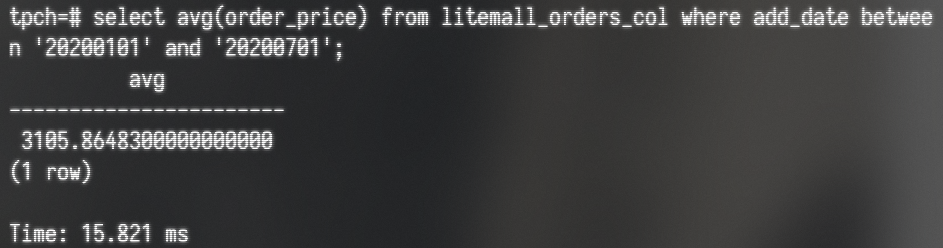 tpch=# select avg(order_price) from litemall_orders_col where add_date betwee
n '20200101' and '20200701';
avg
-----------------------
3105.8648300000000000
(1 row)
Time: 15.821 ms